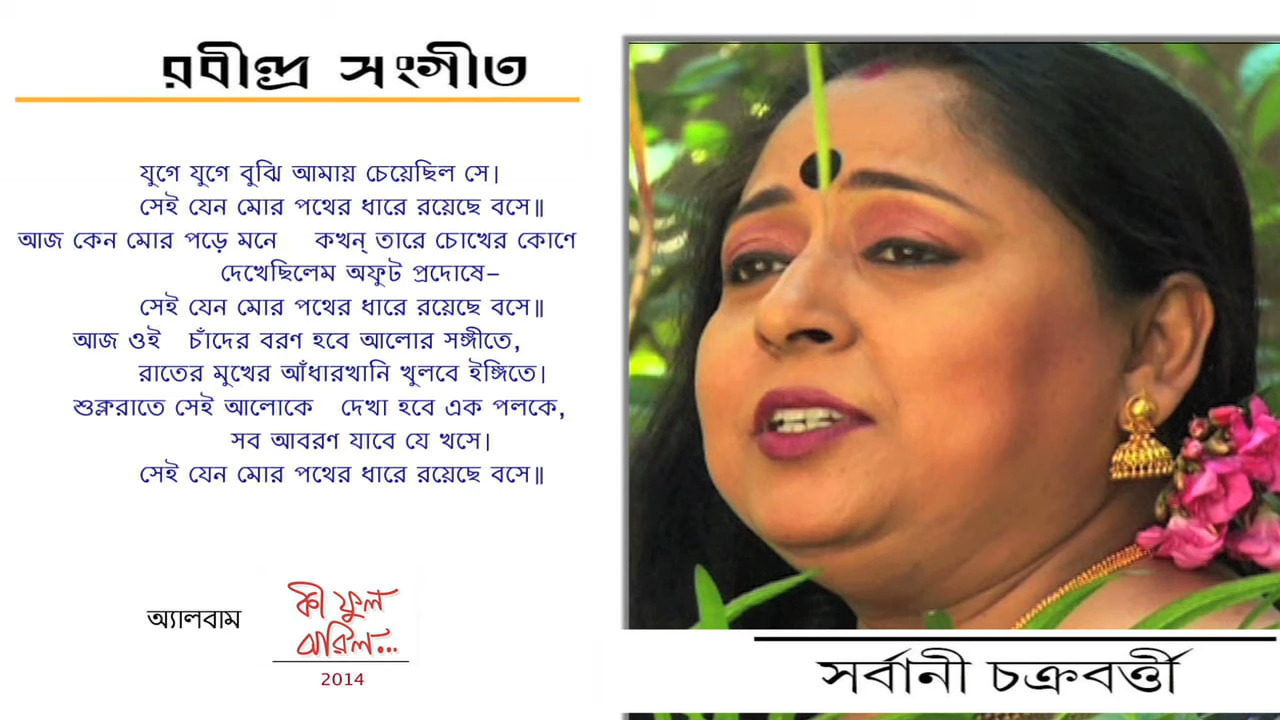 রবীন্দ্র সংগীত
যুগে যুগে বুঝি আমায় চেয়েছিল সে।
সেই যেন মোর পথের ধারে রয়েছে বসে॥
আজ কেন মোর পড়ে মনে কখন্ তারে চোখের কোণে
দেখেছিলেম অফুট প্রদোষে–
সেই যেন মোর পথের ধারে রয়েছে বসে॥
আজ ওই চাঁদের বরণ হবে আলোর সঙ্গীতে,
রাতের মুখের আঁধারখানি খুলবে ইঙ্গিতে।
শুক্লরাতে সেই আলোকে দেখা হবে এক পলকে,
সব আবরণ যাবে যে খসে।
সেই যেন মোর পথের ধারে রয়েছে বসে॥
অ্যালবাম
কী ফুল
ঝরিল...
2014
সর্বানী চক্রবর্ত্তী